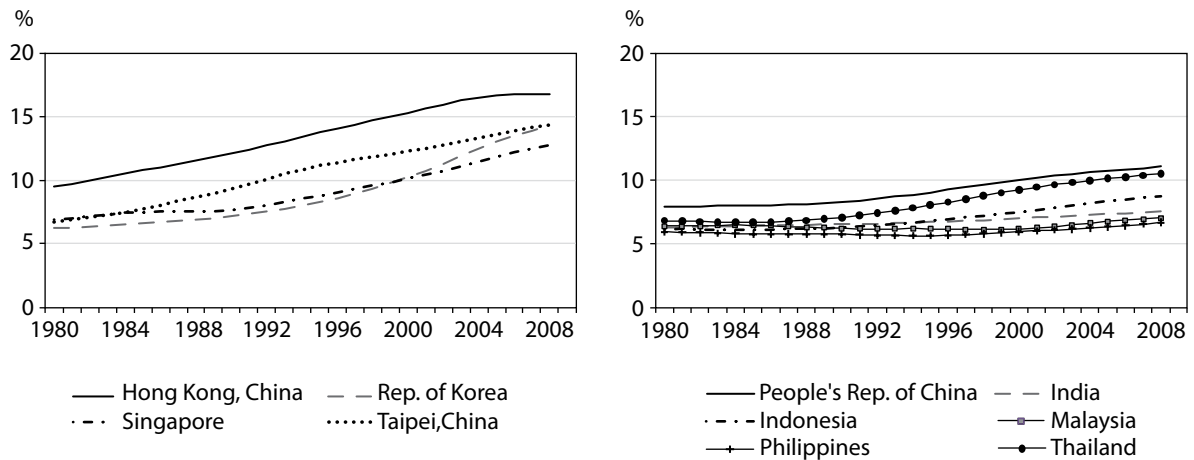 %
20
15
10
5
0
1980 1984 1988 1992 1996 2000 2004 2008
Hong Kong, China Rep. of Korea
Singapore Taipei,China
%
20
15
10
5
0
1980 1984 1988 1992 1996 2000 2004 2008
People's Rep. of China India
Indonesia Malaysia
Philippines Thailand